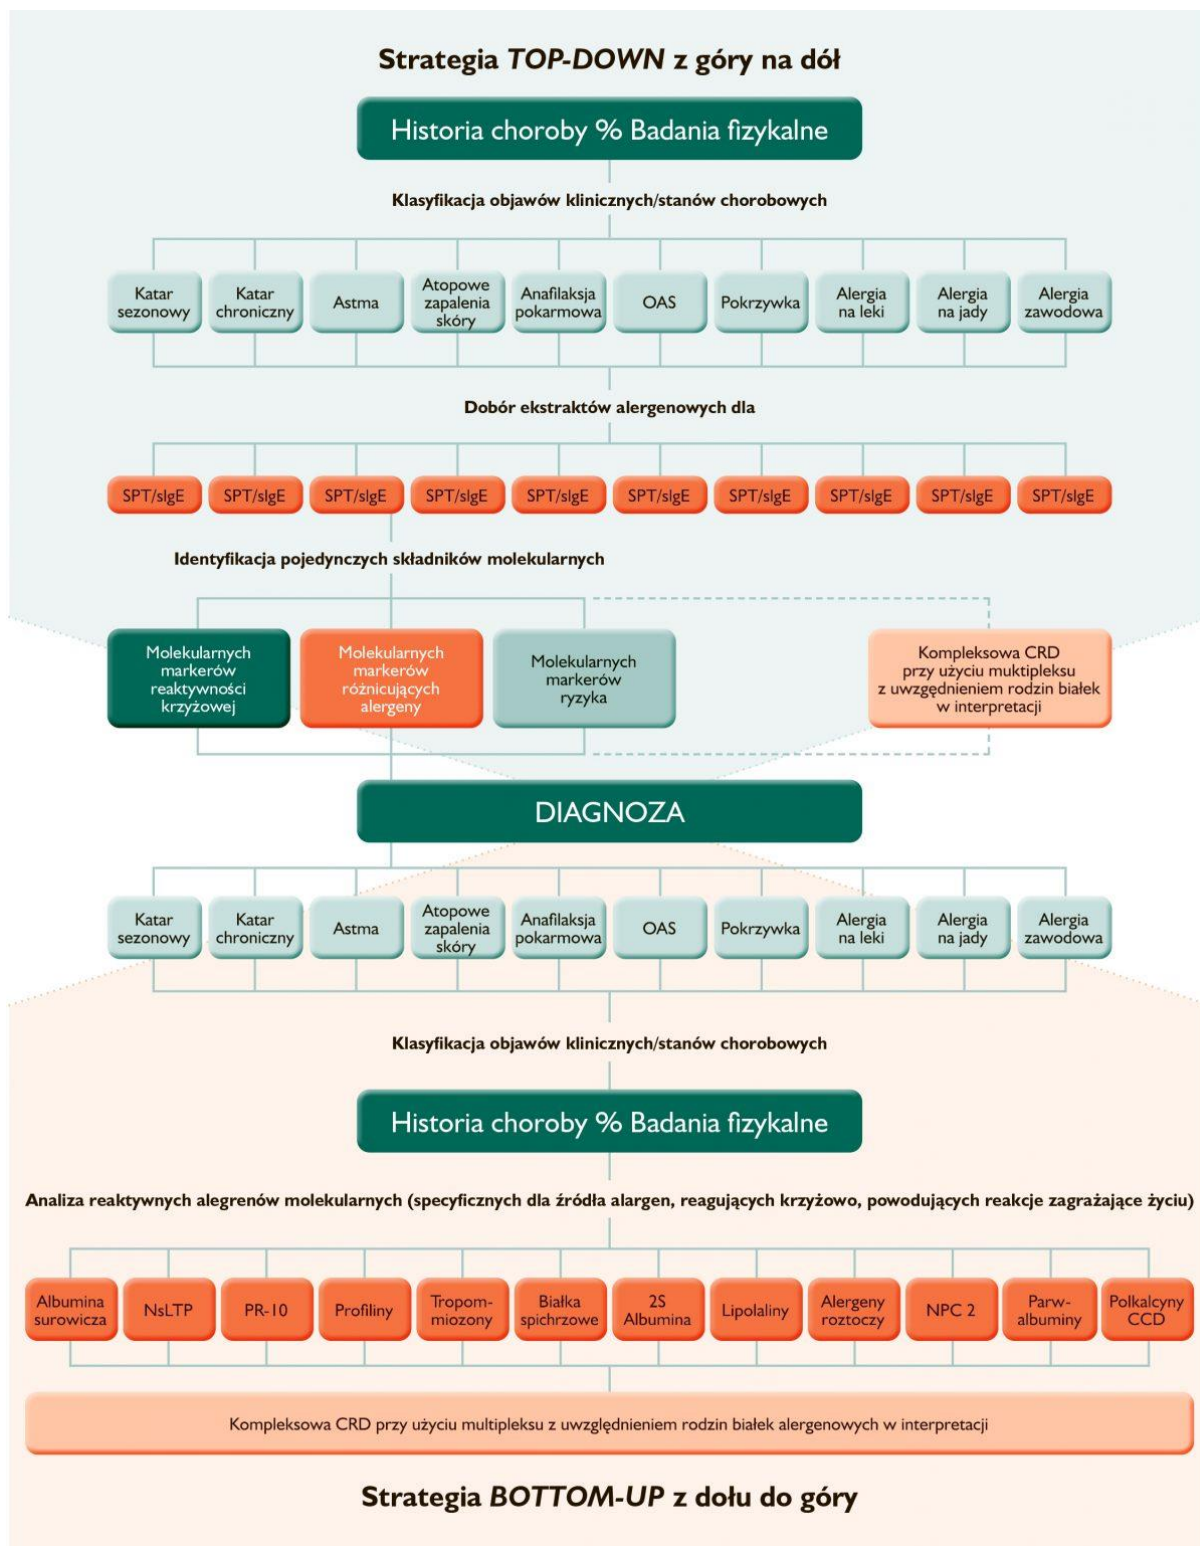 Strategia TOP-DOWN z góry na dół
Historia choroby % Badania fizykalne
Klasyfikacja objawów klinicznych/stanów chorobowych
Katar
sezonowy
Katar
chroniczny
Astma
Atopowe
zapalenia
skóry
Anafilaksja
pokarmowa
OAS
Pokrzywka
Alergia
na leki
Alergia
na jady
Alergia
zawodowa
Dobór ekstraktów alergenowych dla
SPT/sIgE
SPT/sIgE
SPT/sIgE
SPT/sIgE
SPT/sIgE
SPT/sIgE
SPT/sIgE
SPT/sIgE
SPT/sIgE
SPT/sIgE
Identyfikacja pojedynczych składników molekularnych
Molekularnych
markerów
reaktywności
krzyżowej
Molekularnych
markerów
różnicujących
alergeny
Molekularnych
markerów
ryzyka
Kompleksowa CRD
przy użyciu muktipleksu
z uwzgędnieniem rodzin białek
w interpretacji
DIAGNOZA
Katar
sezonowy
Katar
chroniczny
Astma
Atopowe
zapalenia
skóry
Anafilaksja
pokarmowa
OAS
Pokrzywka
Alergia
na leki
Alergia
na jady
Alergia
zawodowa
Klasyfikacja objawów klinicznych/stanów chorobowych
Historia choroby % Badania fizykalne
Analiza reaktywnych alegrenów molekularnych (specyficznych dla źródła alargen, reagujących krzyżowo, powodujących reakcje zagrażające życiu)
Albumina
surowicza
NsLTP
PR-10
Profiliny
Tropom-
miozony
Białka
spichrzowe
2S
Albumina
Lipolaliny
Alergeny
roztoczy
NPC 2
Parw-
albuminy
Polkalcyny
CCD
Kompleksowa CRD przy użyciu multipleksu z uwzględnieniem rodzin białek alergenowych w interpretacji
Strategia BOTTOM-UP z dołu do góry